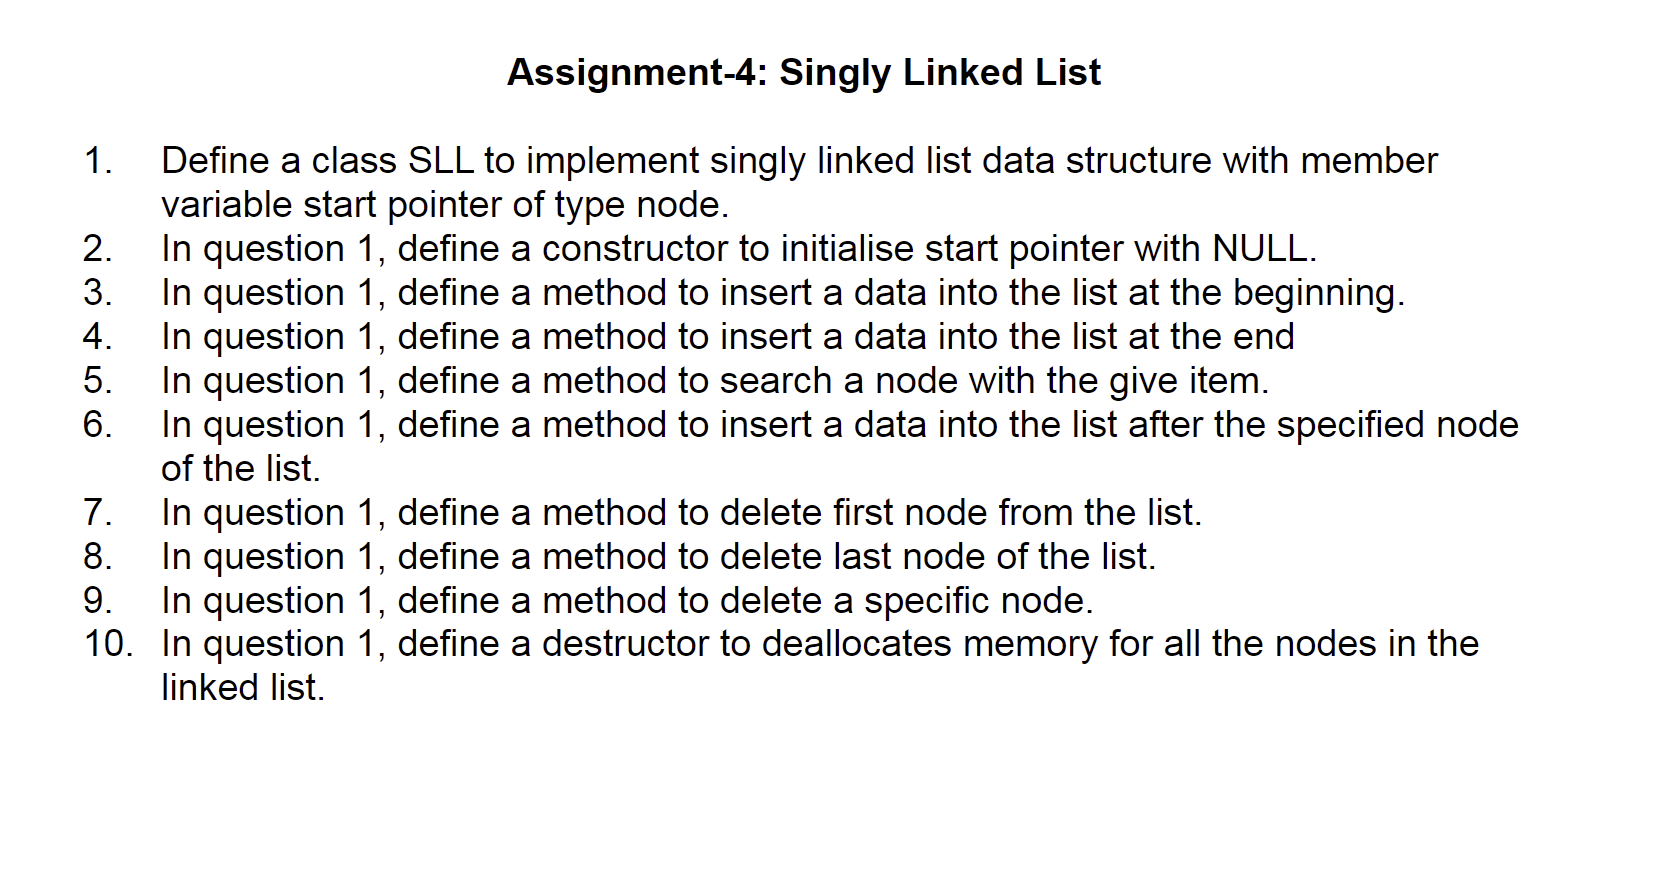 Assignment-4: Singly Linked List
1. Define a class SLL to implement singly linked list data structure with member
variable start pointer of type node.
2. In question 1, define a constructor to initialise start pointer with NULL.
3. In question 1, define a method to insert a data into the list at the beginning.
4. In question 1, define a method to insert a data into the list at the end
5. In question 1, define a method to search a node with the give item.
6. In question 1, define a method to insert a data into the list after the specified node
of the list.
7. In question 1, define a method to delete first node from the list.
8. In question 1, define a method to delete last node of the list.
9. In question 1, define a method to delete a specific node.
10. In question 1, define a destructor to deallocates memory for all the nodes in the
linked list.